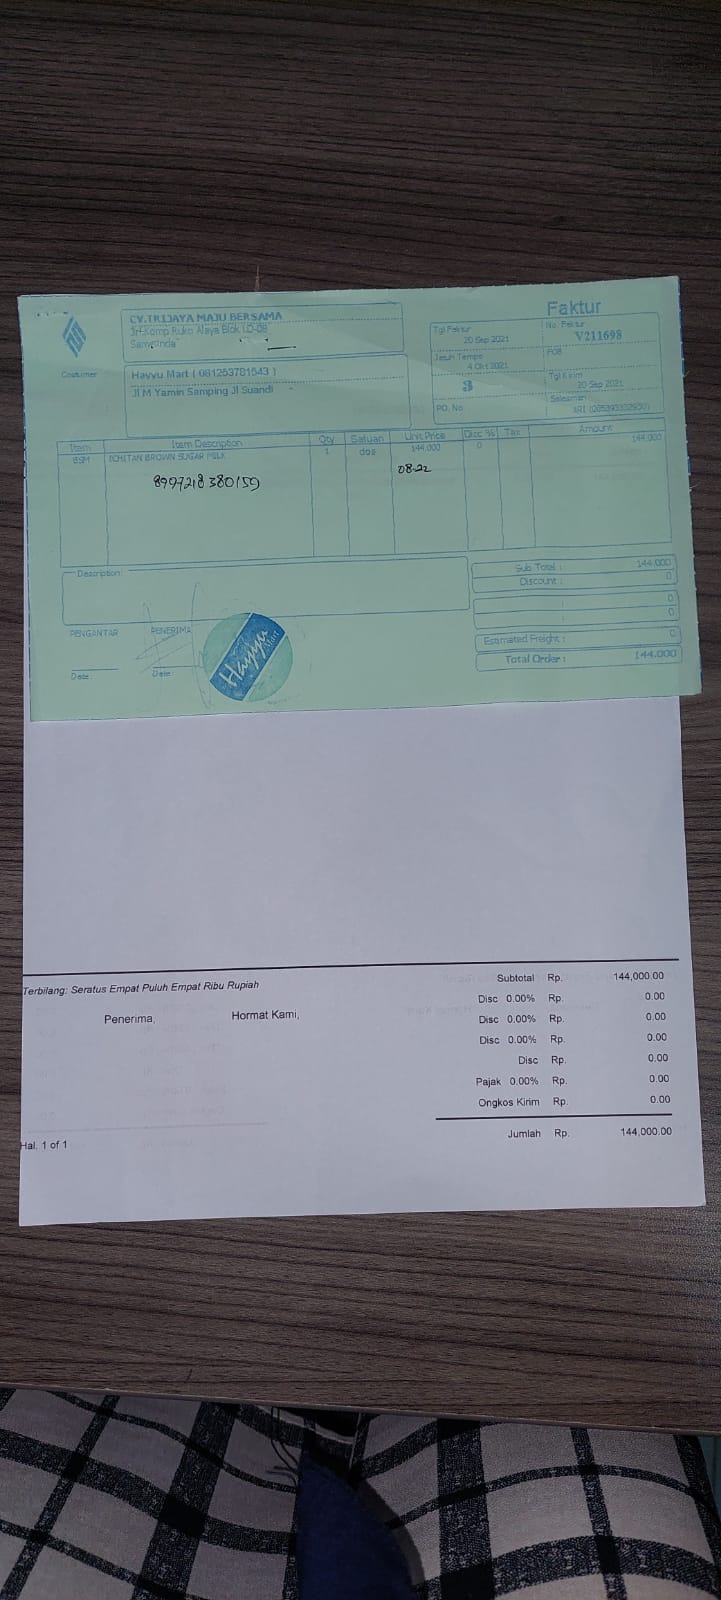 Faktur
CV.TRIJAYA MAJU BERSAMA
Komp Ruko Alaya Blok
Samarinda
Tgl Faktur
20 Sep 2021
No. Faktur
V211698
Jatuh Tempo
4 Okt 2021
FOB
3
Tgl Kirim
20 Sep 2021
PO. No
Salesman
ARI
Costumer
Hayyu Mart ( 081253781543 )
Jl M Yamin Samping Jl Suandi
Item Item Description Qty Satuan Unit Price Disc % Tax Amount
BSM ICHITAN BROWN SUGAR MILK 1 dos 144.000 0 144.000
8997218380159 08-22
Description:
Sub Total : 144.000
Discount : 0
: 0
: 0
Estimated Freight : 0
Total Order : 144.000
PENGANTAR PENERIMA
Date: Date:
Hayyu Mart
Terbilang: Seratus Empat Puluh Empat Ribu Rupiah
Penerima, Hormat Kami,
Subtotal Rp. 144,000.00
Disc 0.00% Rp. 0.00
Disc 0.00% Rp. 0.00
Disc 0.00% Rp. 0.00
Disc Rp. 0.00
Pajak 0.00% Rp. 0.00
Ongkos Kirim Rp. 0.00
Jumlah Rp. 144,000.00
Hal. 1 of 1